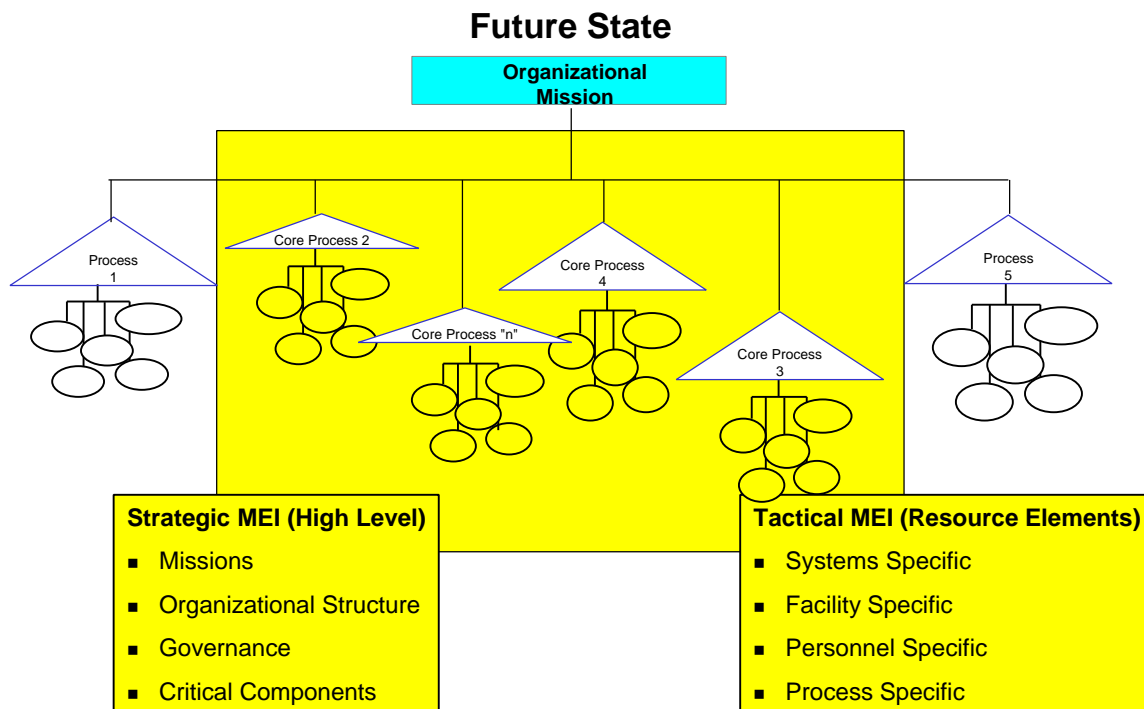 Future State
Organizational
Mission
Process
1
Core Process 2
Core Process "n"
Core Process
4
Core Process
3
Process
5
Strategic MEI (High Level)
▪ Missions
▪ Organizational Structure
▪ Governance
▪ Critical Components
Tactical MEI (Resource Elements)
▪ Systems Specific
▪ Facility Specific
▪ Personnel Specific
▪ Process Specific